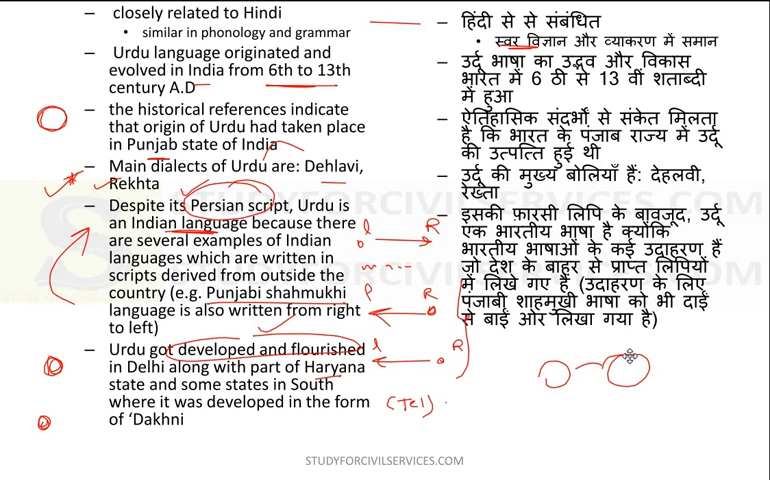 – closely related to Hindi
• similar in phonology and grammar
– Urdu language originated and
evolved in India from 6th to 13th
century A.D
– the historical references indicate
that origin of Urdu had taken place
in Punjab state of India
– Main dialects of Urdu are: Dehlavi,
Rekhta
– Despite its Persian script, Urdu is
an Indian language because there
are several examples of Indian
languages which are written in
scripts derived from outside the
country (e.g. Punjabi shahmukhi
language is also written from right
to left)
– Urdu got developed and flourished
in Delhi along with part of Haryana
state and some states in South
where it was developed in the form
of ‘Dakhni
– हिंदी से से संबंधित
• स्वर विज्ञान और व्याकरण में समान
– उर्दू भाषा का उद्भव और विकास
भारत में 6 ठी से 13 वीं शताब्दी
में हुआ
– ऐतिहासिक संदर्भों से संकेत मिलता
है कि भारत के पंजाब राज्य में उर्दू
की उत्पत्ति हुई थी
– उर्दू की मुख्य बोलियाँ हैं: देहलवी,
रेख्ता
– इसकी फ़ारसी लिपि के बावजूद, उर्दू
एक भारतीय भाषा है क्योंकि
भारतीय भाषाओं के कई उदाहरण हैं
जो देश के बाहर से प्राप्त लिपियों
में लिखे गए हैं (उदाहरण के लिए
पंजाबी शाहमुखी भाषा को भी दाईं
से बाईं ओर लिखा गया है)
l R
R
l R
(Tel)
STUDYFORCIVILSERVICES.COM